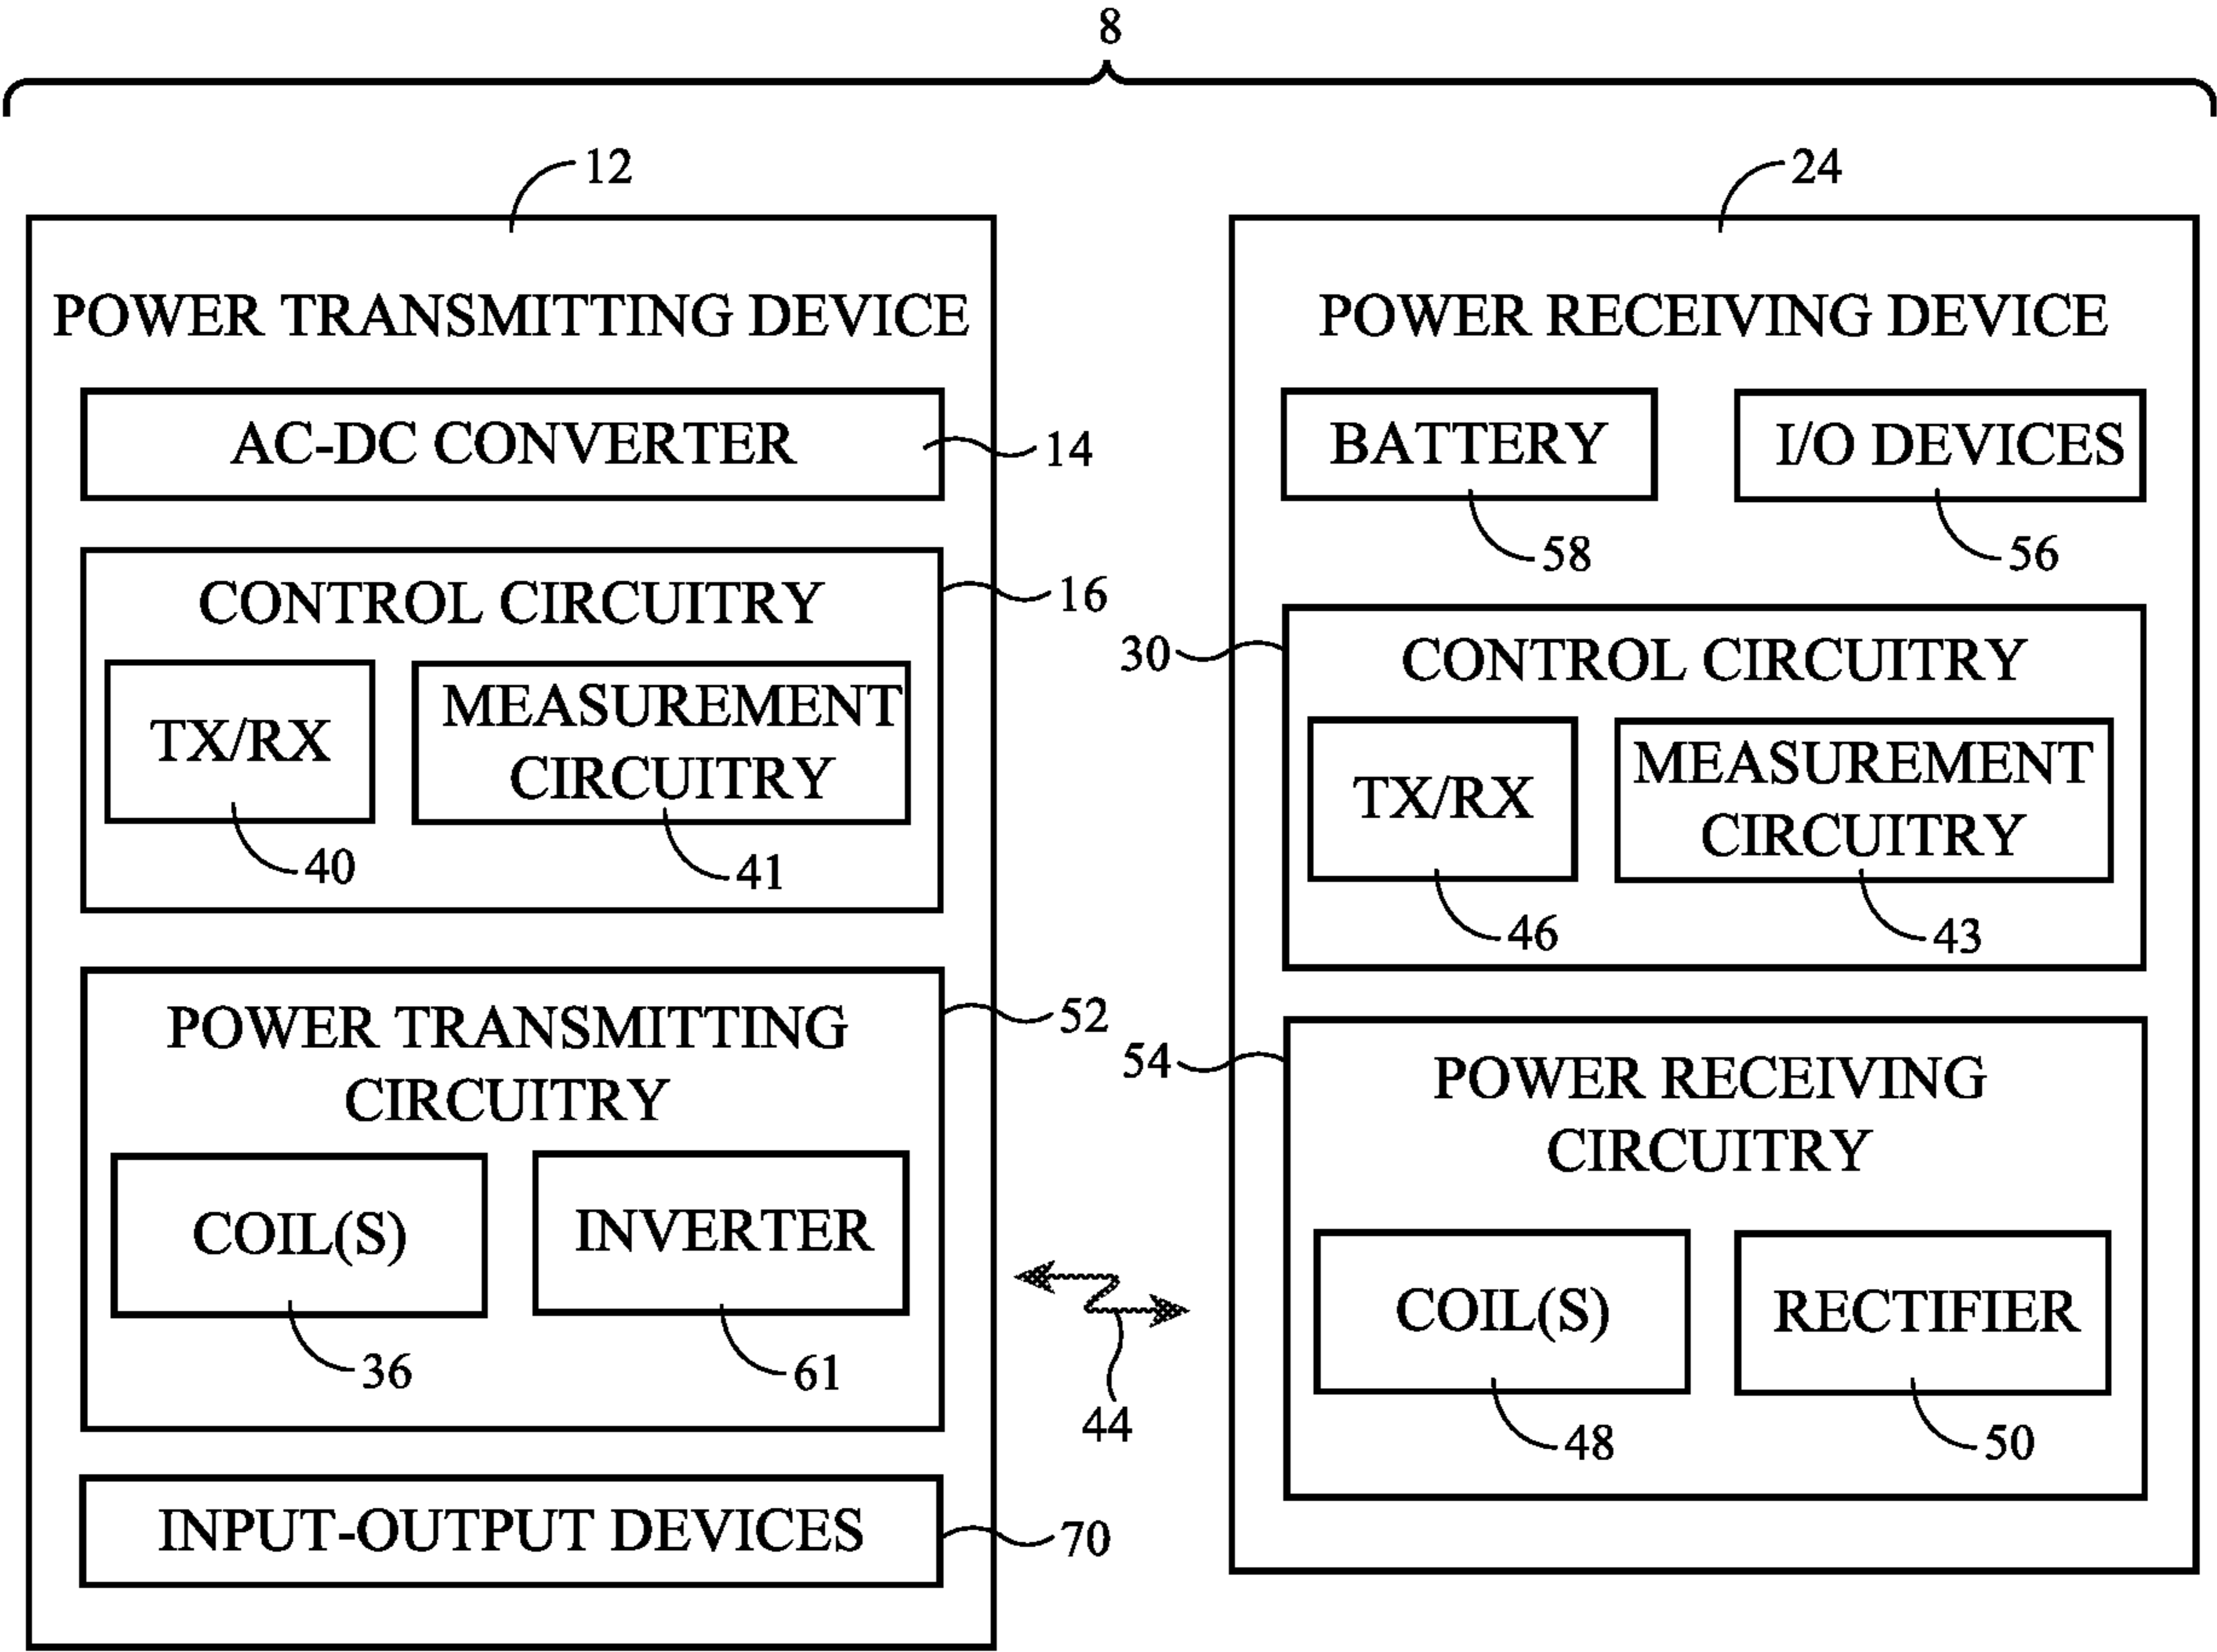 8
12
POWER TRANSMITTING DEVICE
AC-DC CONVERTER
14
CONTROL CIRCUITRY
16
TX/RX
40
MEASUREMENT
CIRCUITRY
41
POWER TRANSMITTING
CIRCUITRY
52
COIL(S)
36
INVERTER
61
INPUT-OUTPUT DEVICES
70
44
24
POWER RECEIVING DEVICE
BATTERY
58
I/O DEVICES
56
30
CONTROL CIRCUITRY
TX/RX
46
MEASUREMENT
CIRCUITRY
43
54
POWER RECEIVING
CIRCUITRY
COIL(S)
48
RECTIFIER
50